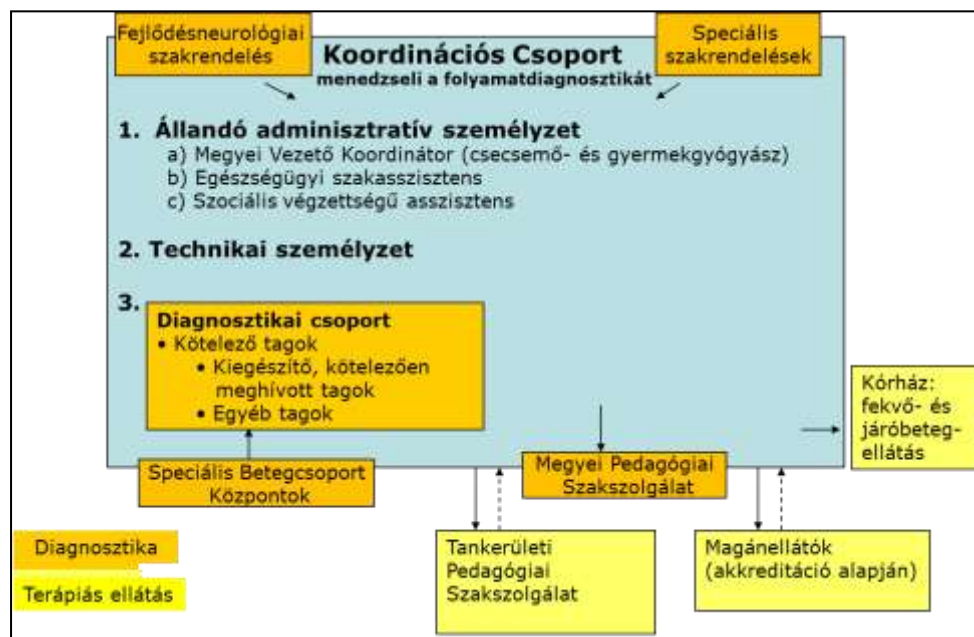 Fejlődésneurológiai
szakrendelés
Koordinációs Csoport
menedzseli a folyamatdiagnosztikát
Speciális
szakrendelések
1. Állandó adminisztratív személyzet
a) Megyei Vezető Koordinátor (csecsemő- és gyermekgyógyász)
b) Egészségügyi szakasszisztens
c) Szociális végzettségű asszisztens
2. Technikai személyzet
3.
Diagnosztikai csoport
• Kötelező tagok
• Kiegészítő, kötelezően
meghívott tagok
• Egyéb tagok
Kórház:
fekvő- és
járóbeteg-
ellátás
Speciális Betegcsoport
Központok
Megyei Pedagógiai
Szakszolgálat
Diagnosztika
Terápiás ellátás
Tankerületi
Pedagógiai
Szakszolgálat
Magánellátók
(akkreditáció alapján)